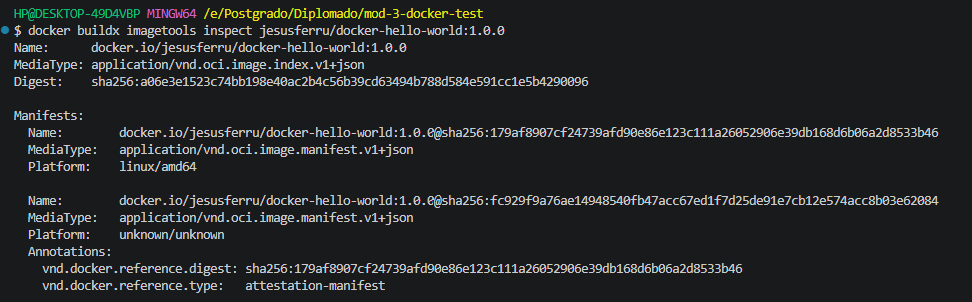 HP@DESKTOP-49D4VBP MINGW64 /e/Postgrado/Diplomado/mod-3-docker-test
$ docker buildx imagetools inspect jesusferru/docker-hello-world:1.0.0
Name:      docker.io/jesusferru/docker-hello-world:1.0.0
MediaType: application/vnd.oci.image.index.v1+json
Digest:    sha256:a06e3e1523c74bb198e40ac2b4c56b39cd63494b788d584e591cc1e5b4290096
Manifests:
  Name:        docker.io/jesusferru/docker-hello-world:1.0.0@sha256:179af8907cf24739afd90e86e123c111a26052906e39db168d6b06a2d8533b46
  MediaType:   application/vnd.oci.image.manifest.v1+json
  Platform:    linux/amd64
  Name:        docker.io/jesusferru/docker-hello-world:1.0.0@sha256:fc929f9a76ae14948540fb47acc67ed1f7d25de91e7cb12e574acc8b03e62084
  MediaType:   application/vnd.oci.image.manifest.v1+json
  Platform:    unknown/unknown
  Annotations:
    vnd.docker.reference.digest: sha256:179af8907cf24739afd90e86e123c111a26052906e39db168d6b06a2d8533b46
    vnd.docker.reference.type:   attestation-manifest